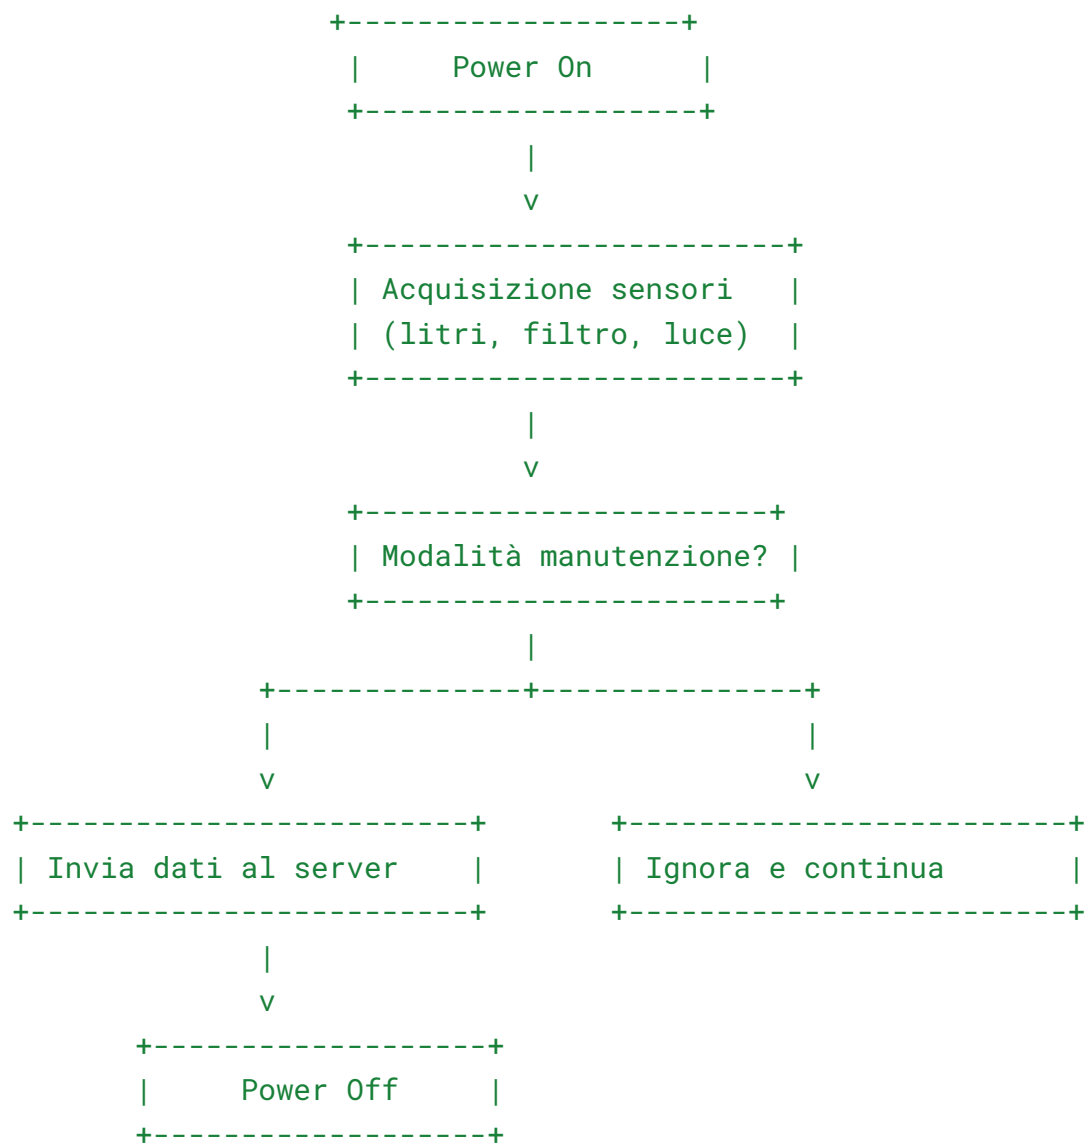 +-------------------+
|     Power On      |
+-------------------+
|
v
+------------------------+
| Acquisizione sensori   |
| (litri, filtro, luce)  |
+------------------------+
|
v
+-----------------------+
| Modalità manutenzione? |
+-----------------------+
|
+--------------+---------------+
|                              |
v                              v
+-------------------------+       +-------------------------+
| Invia dati al server    |       | Ignora e continua       |
+-------------------------+       +-------------------------+
|
v
+-------------------+
|     Power Off     |
+-------------------+